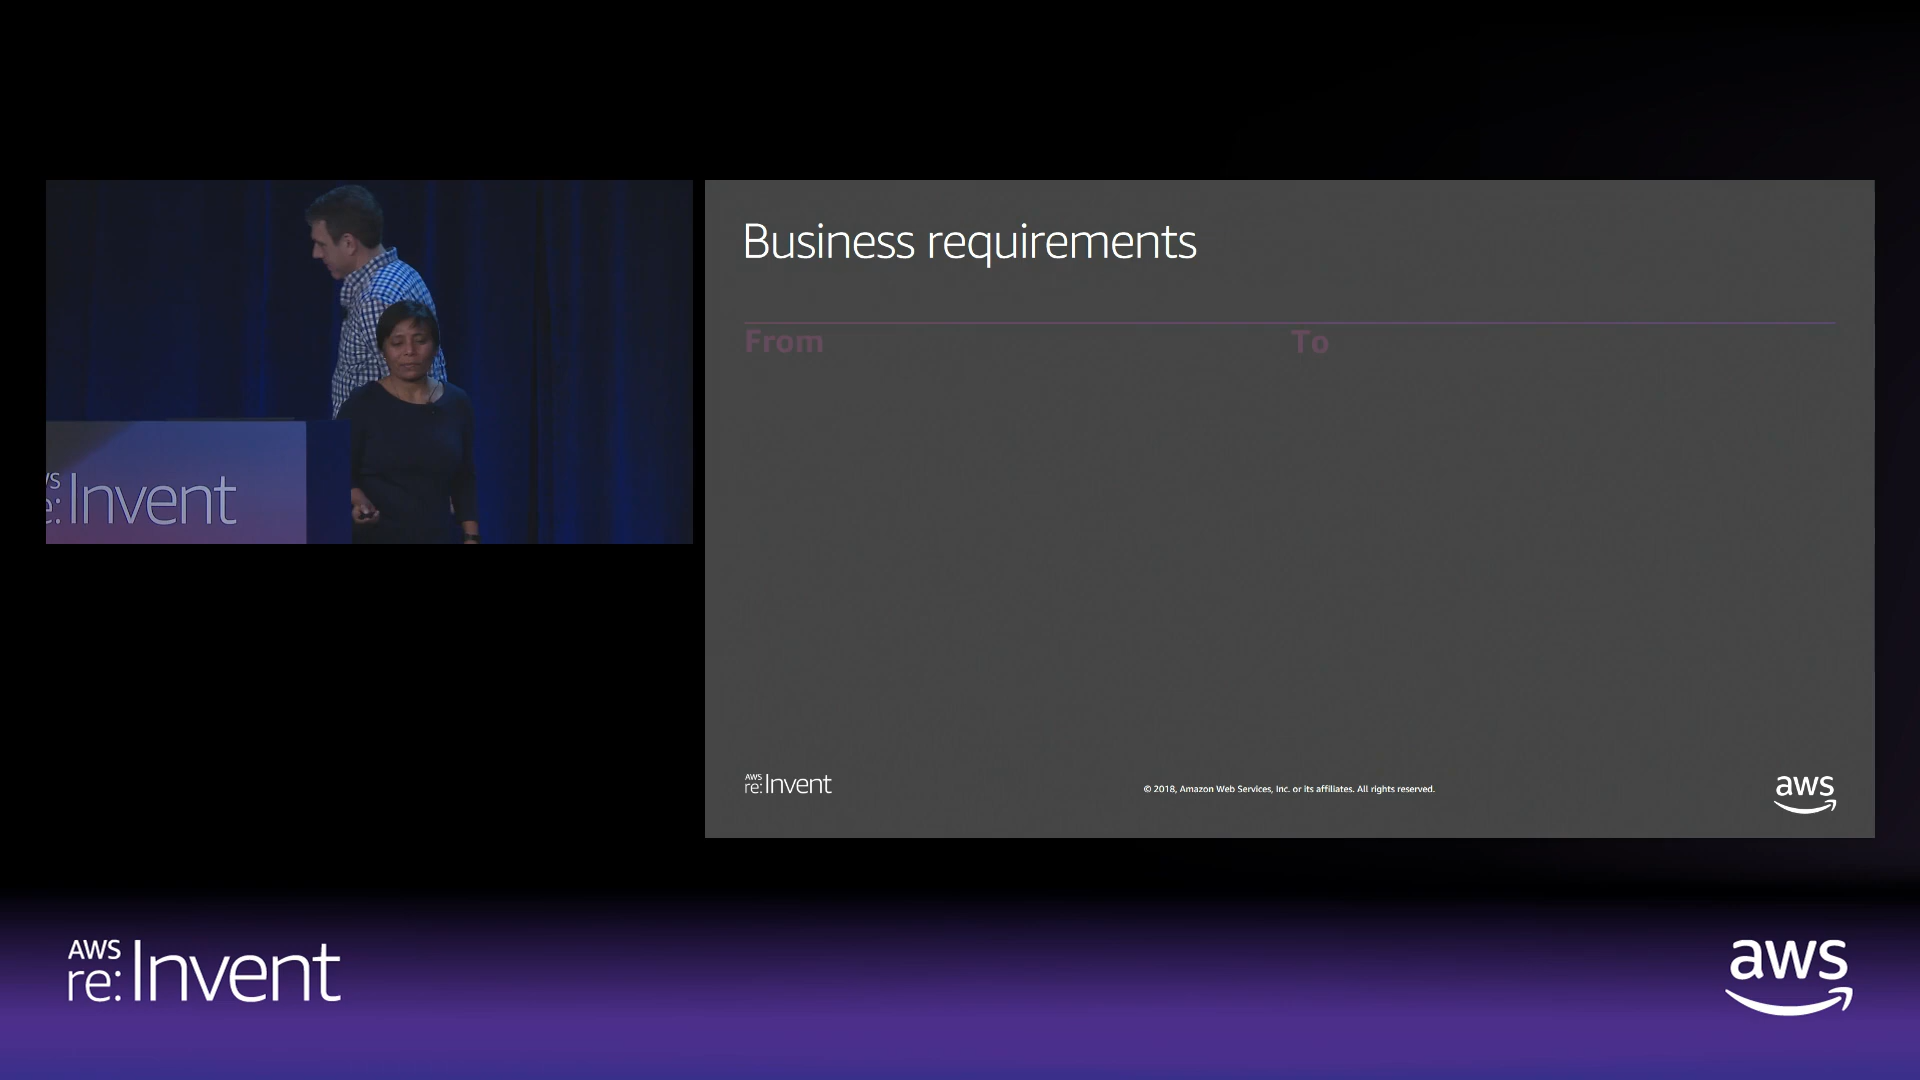 Business requirements
From
To
AWS
re:Invent
© 2018, Amazon Web Services, Inc. or its affiliates. All rights reserved.
aws
re:Invent
AWS
re:Invent
aws